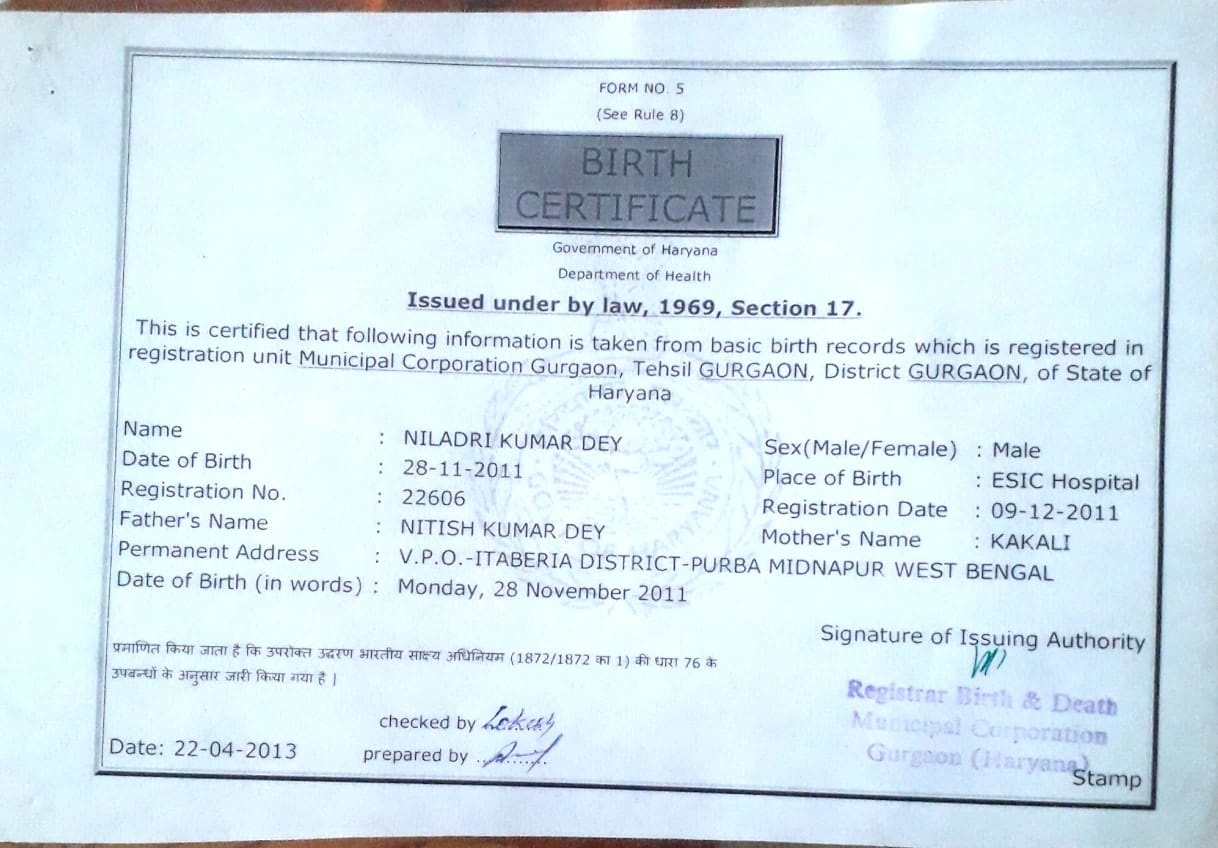 FORM NO. 5
(See Rule 8)
BIRTH
CERTIFICATE
Government of Haryana
Department of Health
Issued under by law, 1969, Section 17.
This is certified that following information is taken from basic birth records which is registered in
registration unit Municipal Corporation Gurgaon, Tehsil GURGAON, District GURGAON, of State of
Haryana
Name : NILADRI KUMAR DEY Sex(Male/Female) : Male
Date of Birth : 28-11-2011 Place of Birth : ESIC Hospital
Registration No. : 22606 Registration Date : 09-12-2011
Father's Name : NITISH KUMAR DEY Mother's Name : KAKALI
Permanent Address : V.P.O.-ITABERIA DISTRICT-PURBA MIDNAPUR WEST BENGAL
Date of Birth (in words) : Monday, 28 November 2011
प्रमाणित किया जाता है कि उपरोक्त उद्धरण भारतीय साक्ष्य अधिनियम (1872/1872 का 1) की धारा 76 के
उपबन्धों के अनुसार जारी किया गया है |
Signature of Issuing Authority
Registrar Birth & Death
Municipal Corporation
Gurgaon (Haryana)
Stamp
checked by Lokesh
Date: 22-04-2013 prepared by